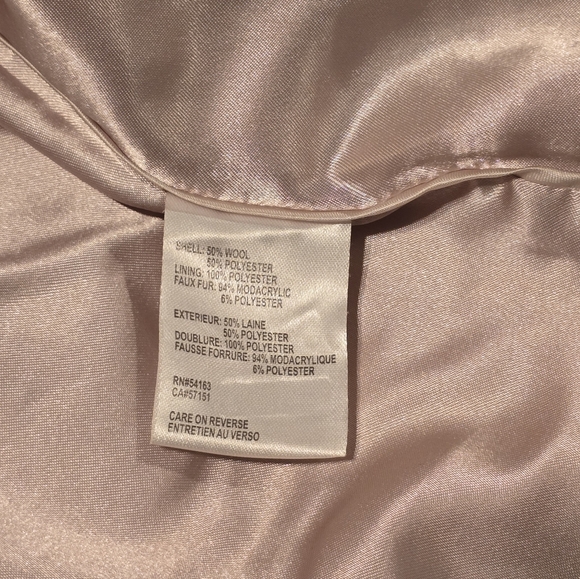 SHELL: 50% WOOL
50% POLYESTER
LINING: 100% POLYESTER
FAUX FUR: 94% MODACRYLIC
6% POLYESTER
EXTERIEUR: 50% LAINE
50% POLYESTER
DOUBLURE: 100% POLYESTER
FAUSSE FORRURE: 94% MODACRYLIQUE
6% POLYESTER
RN#54163
CA#57151
CARE ON REVERSE
ENTRETIEN AU VERSO